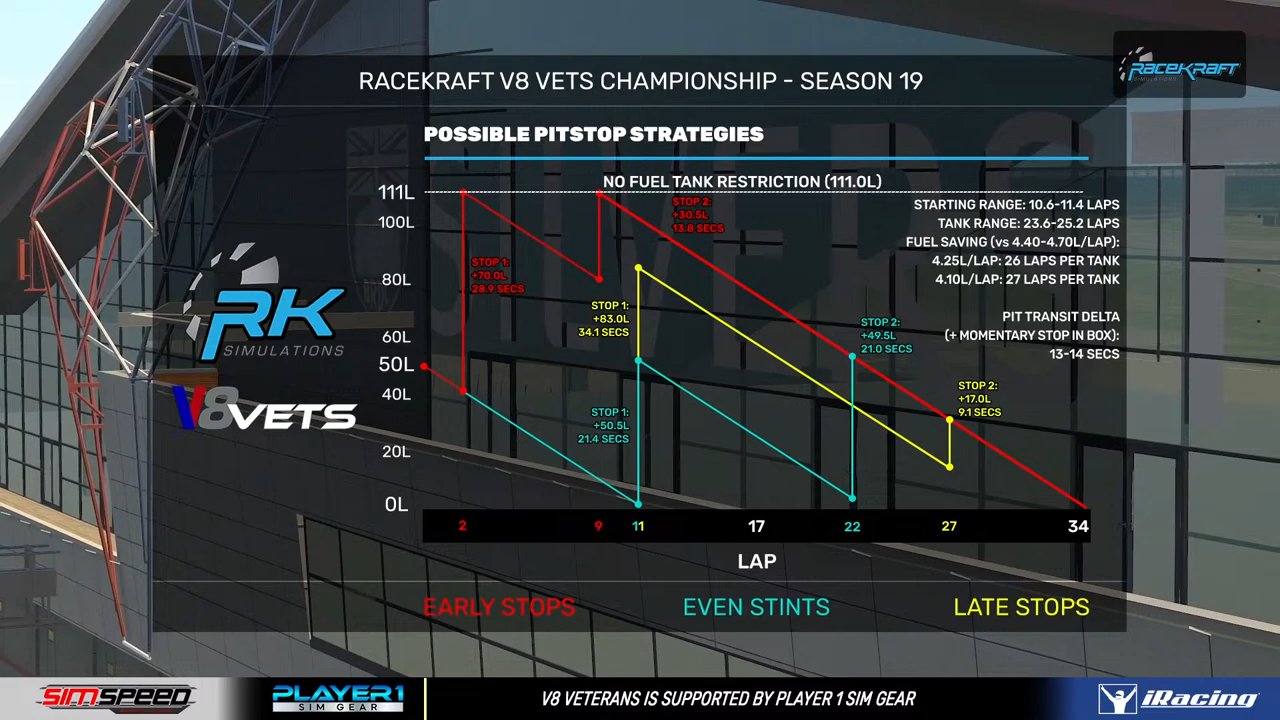 RACEKRAFT V8 VETS CHAMPIONSHIP - SEASON 19
RACEKRAFT
SIMULATIONS
POSSIBLE PITSTOP STRATEGIES
NO FUEL TANK RESTRICTION (111.0L)
111L
100L
80L
60L
50L
40L
20L
0L
STOP 1:
+70.0L
28.9 SECS
STOP 2:
+30.5L
13.8 SECS
STOP 1:
+83.0L
34.1 SECS
STOP 1:
+50.5L
21.4 SECS
STOP 2:
+49.5L
21.0 SECS
STOP 2:
+17.0L
9.1 SECS
STARTING RANGE: 10.6-11.4 LAPS
TANK RANGE: 23.6-25.2 LAPS
FUEL SAVING (vs 4.40-4.70L/LAP):
4.25L/LAP: 26 LAPS PER TANK
4.10L/LAP: 27 LAPS PER TANK
PIT TRANSIT DELTA
(+ MOMENTARY STOP IN BOX):
13-14 SECS
RK
SIMULATIONS
V8VETS
2 9 11 17 22 27 34
LAP
EARLY STOPS EVEN STINTS LATE STOPS
SIMSPEED
PLAYER1
SIM GEAR
V8 VETERANS IS SUPPORTED BY PLAYER 1 SIM GEAR
iRacing